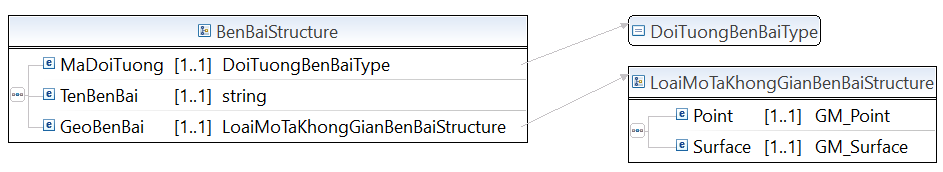 BenBaiStructure
MaDoiTuong [1..1] DoiTuongBenBaiType
TenBenBai [1..1] string
GeoBenBai [1..1] LoaiMoTaKhongGianBenBaiStructure
DoiTuongBenBaiType
LoaiMoTaKhongGianBenBaiStructure
Point [1..1] GM_Point
Surface [1..1] GM_Surface